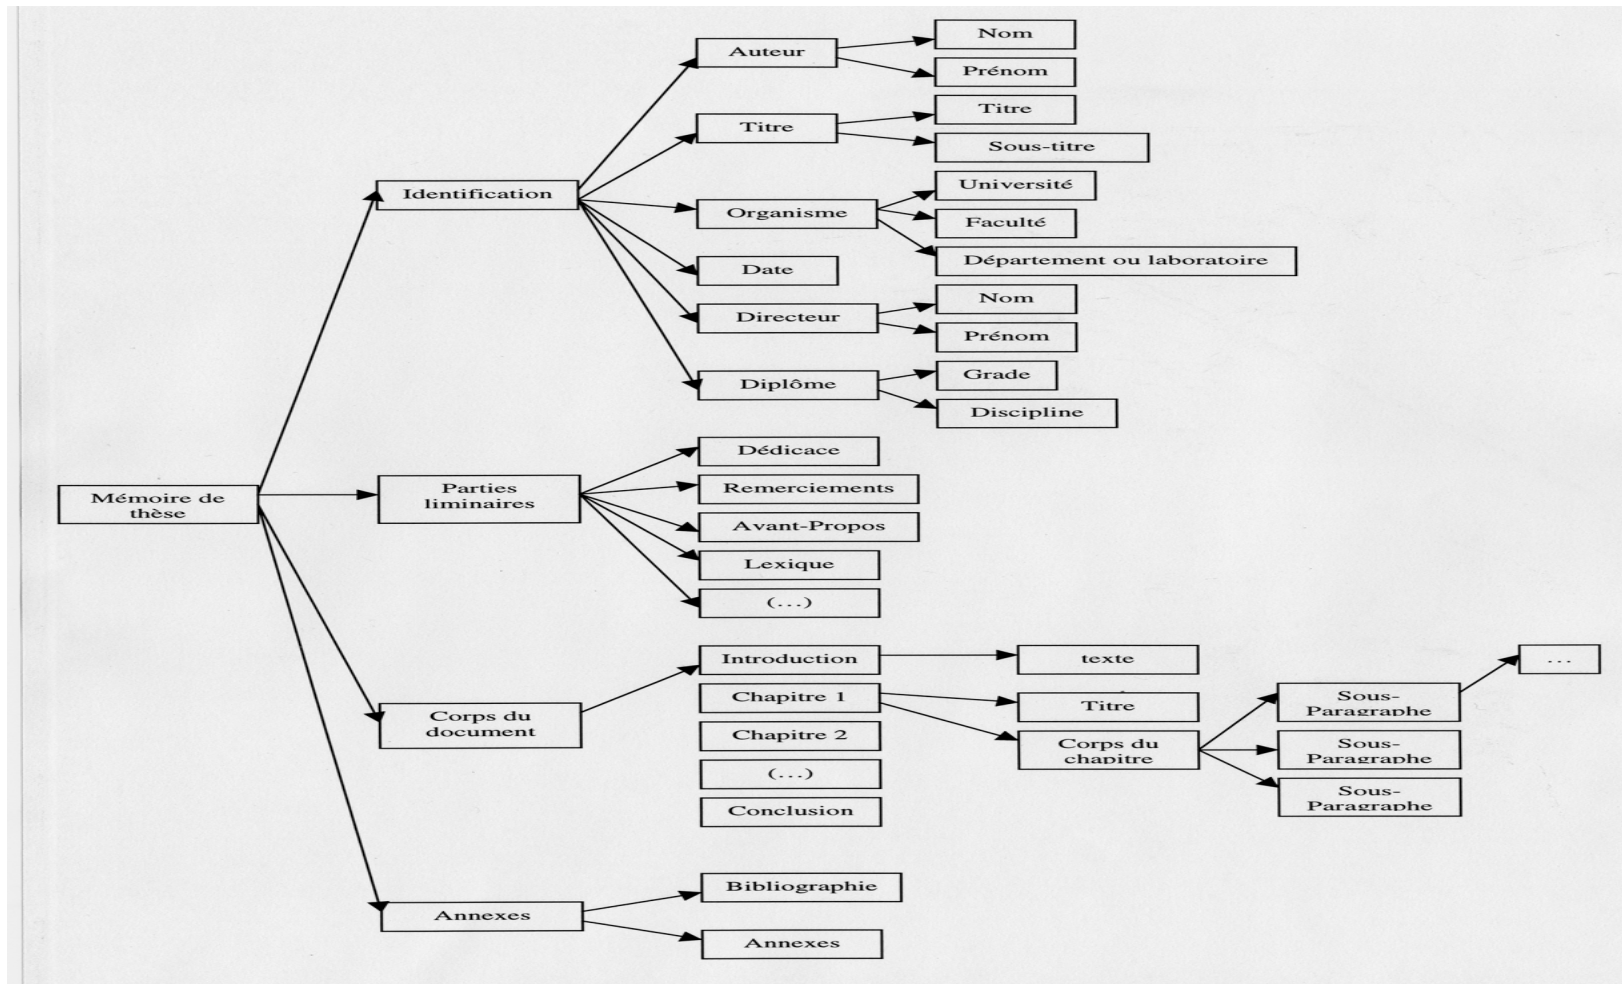 Nom
Auteur
Prénom
Titre
Titre
Sous-titre
Université
Identification
Organisme
Faculté
Département ou laboratoire
Date
Nom
Directeur
Prénom
Grade
Diplôme
Discipline
Dédicace
Mémoire de
thèse
Parties
liminaires
Remerciements
Avant-Propos
Lexique
(...)
Introduction
texte
...
Corps du
document
Chapitre 1
Titre
Sous-
Paragraphe
Chapitre 2
Corps du
chapitre
Sous-
Paragraphe
(...)
Sous-
Paragraphe
Conclusion
Bibliographie
Annexes
Annexes